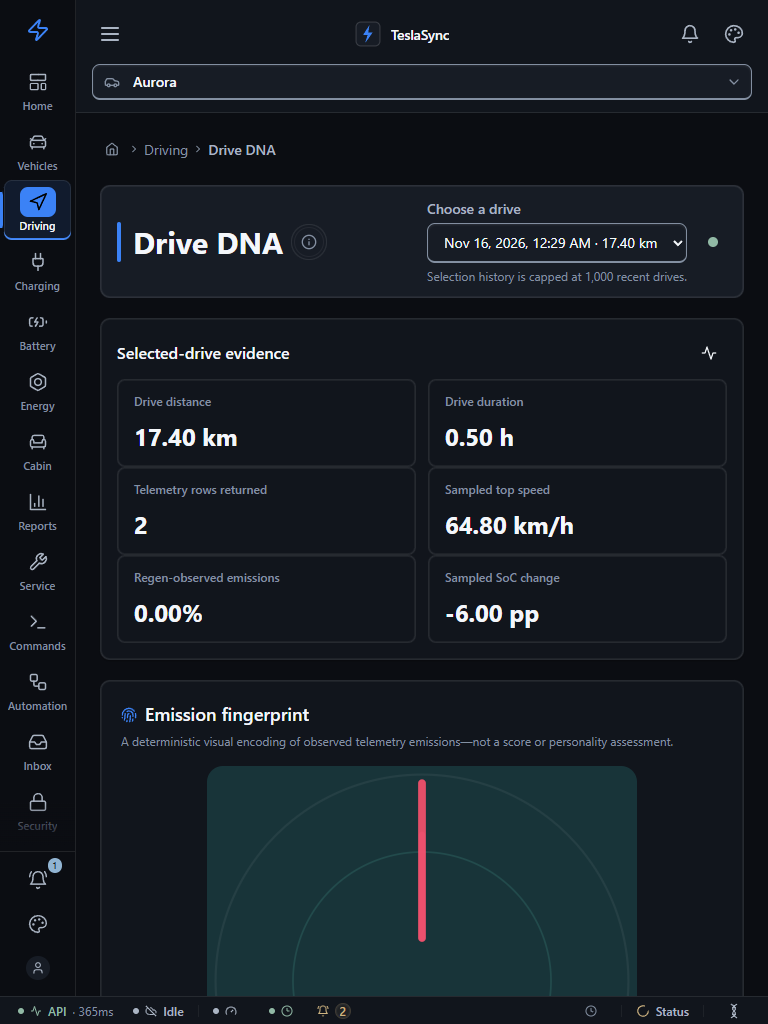 TeslaSync
Aurora
Home
Vehicles
Driving
Charging
Battery
Energy
Cabin
Reports
Service
Commands
Automation
Inbox
Security
1
Driving
Drive DNA
Drive DNA
Choose a drive
Nov 16, 2026, 12:29 AM · 17.40 km
Selection history is capped at 1,000 recent drives.
Selected-drive evidence
Drive distance
17.40 km
Drive duration
0.50 h
Telemetry rows returned
2
Sampled top speed
64.80 km/h
Regen-observed emissions
0.00%
Sampled SoC change
-6.00 pp
Emission fingerprint
A deterministic visual encoding of observed telemetry emissions—not a score or personality assessment.
API · 365ms
Idle
2
Status